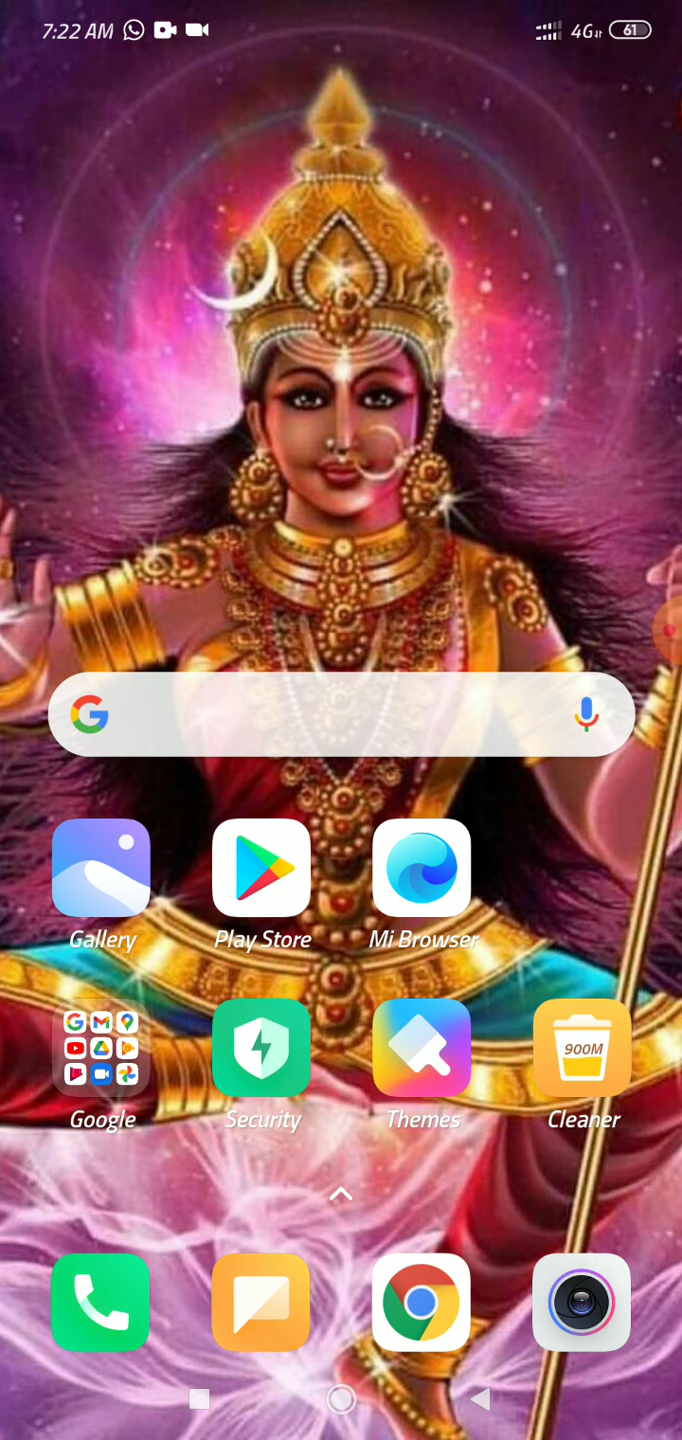 7:22 AM
4G
61
Gallery
Play Store
Mi Browser
900M
Google
Security
Themes
Cleaner